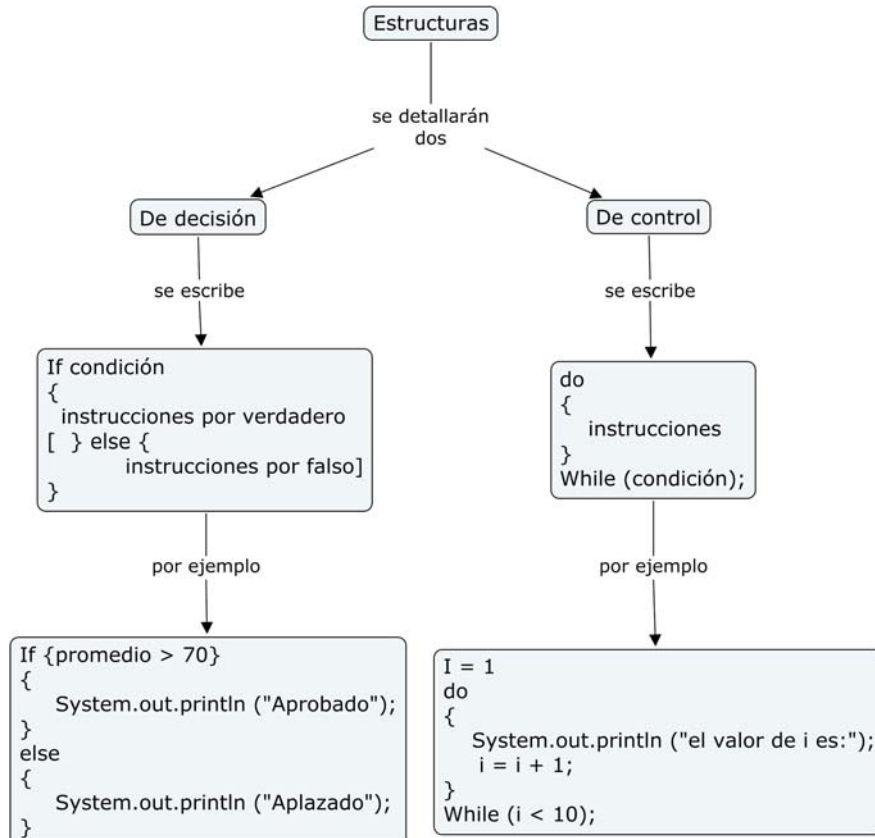 Estructuras
se detallarán
dos
De decisión
De control
se escribe
se escribe
If condición
{
instrucciones por verdadero
[ } else {
instrucciones por falso]
}
do
{
instrucciones
}
While (condición);
por ejemplo
por ejemplo
If {promedio > 70}
{
System.out.println ("Aprobado");
}
else
{
System.out.println ("Aplazado");
}
I = 1
do
{
System.out.println ("el valor de i es:");
i = i + 1;
}
While (i < 10);